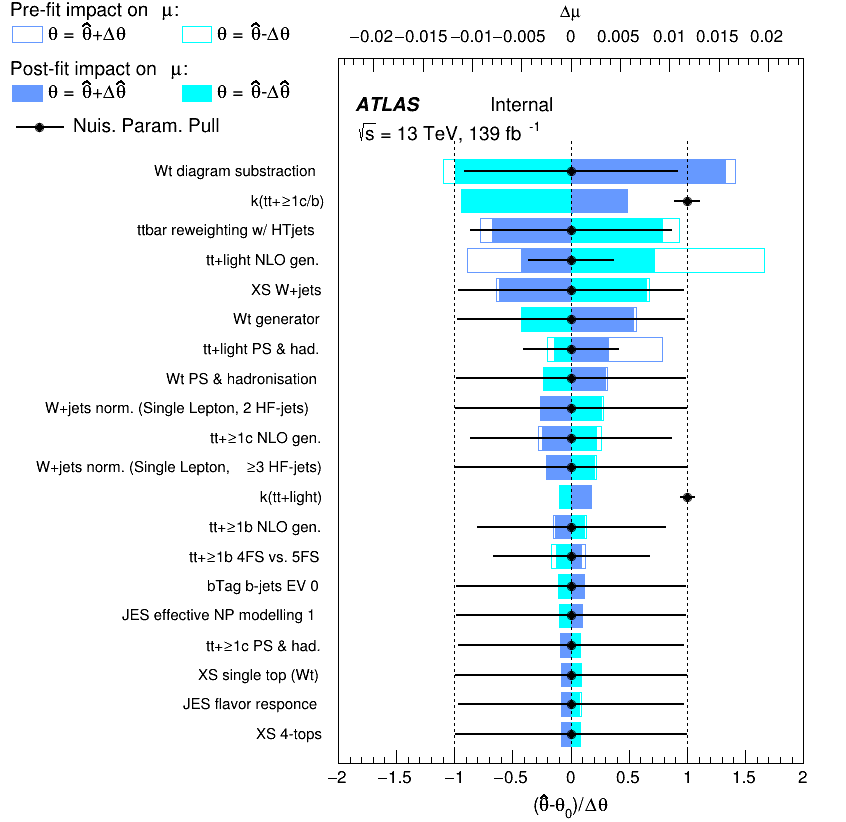 Pre-fit impact on μ:
θ = θ̂+Δθ θ = θ̂-Δθ
Post-fit impact on μ:
θ = θ̂+Δθ̂ θ = θ̂-Δθ̂
Nuis. Param. Pull
Δμ
−0.02 −0.015 −0.01 −0.005 0 0.005 0.01 0.015 0.02
ATLAS Internal
√s = 13 TeV, 139 fb⁻¹
Wt diagram substraction
k(tt+≥1c/b)
ttbar reweighting w/ HTjets
tt+light NLO gen.
XS W+jets
Wt generator
tt+light PS & had.
Wt PS & hadronisation
W+jets norm. (Single Lepton, 2 HF-jets)
tt+≥1c NLO gen.
W+jets norm. (Single Lepton, ≥3 HF-jets)
k(tt+light)
tt+≥1b NLO gen.
tt+≥1b 4FS vs. 5FS
bTag b-jets EV 0
JES effective NP modelling 1
tt+≥1c PS & had.
XS single top (Wt)
JES flavor responce
XS 4-tops
−2 −1.5 −1 −0.5 0 0.5 1 1.5 2
(θ̂-θ₀)/Δθ